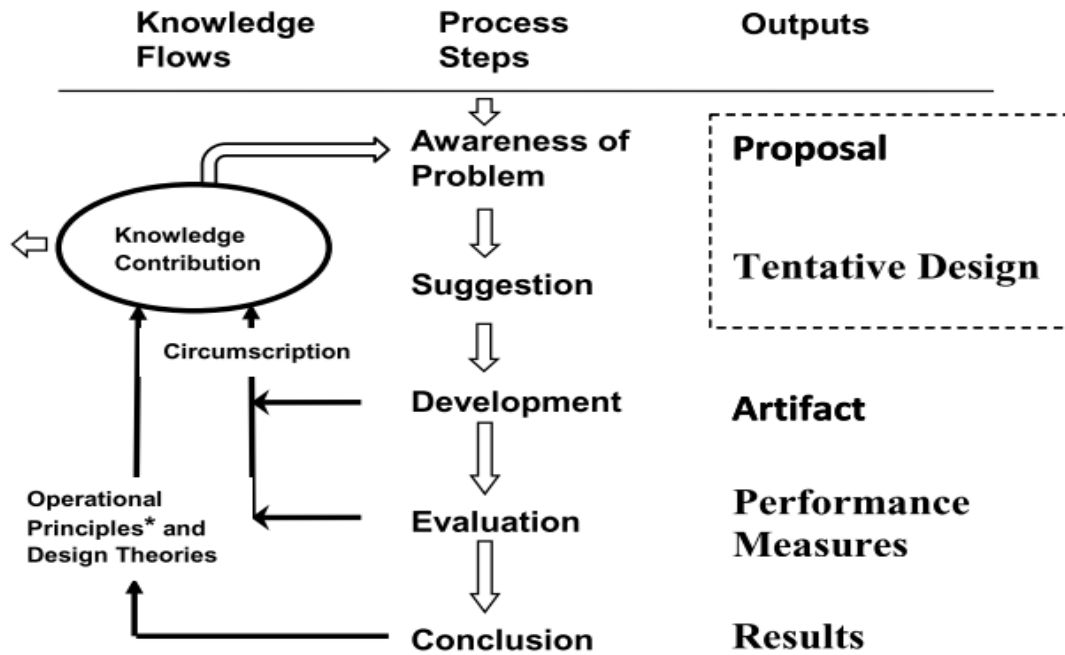 Knowledge
Flows
Process
Steps
Outputs
Awareness of
Problem
Proposal
Knowledge
Contribution
Suggestion
Tentative Design
Circumscription
Development
Artifact
Operational
Principles* and
Design Theories
Evaluation
Performance
Measures
Conclusion
Results